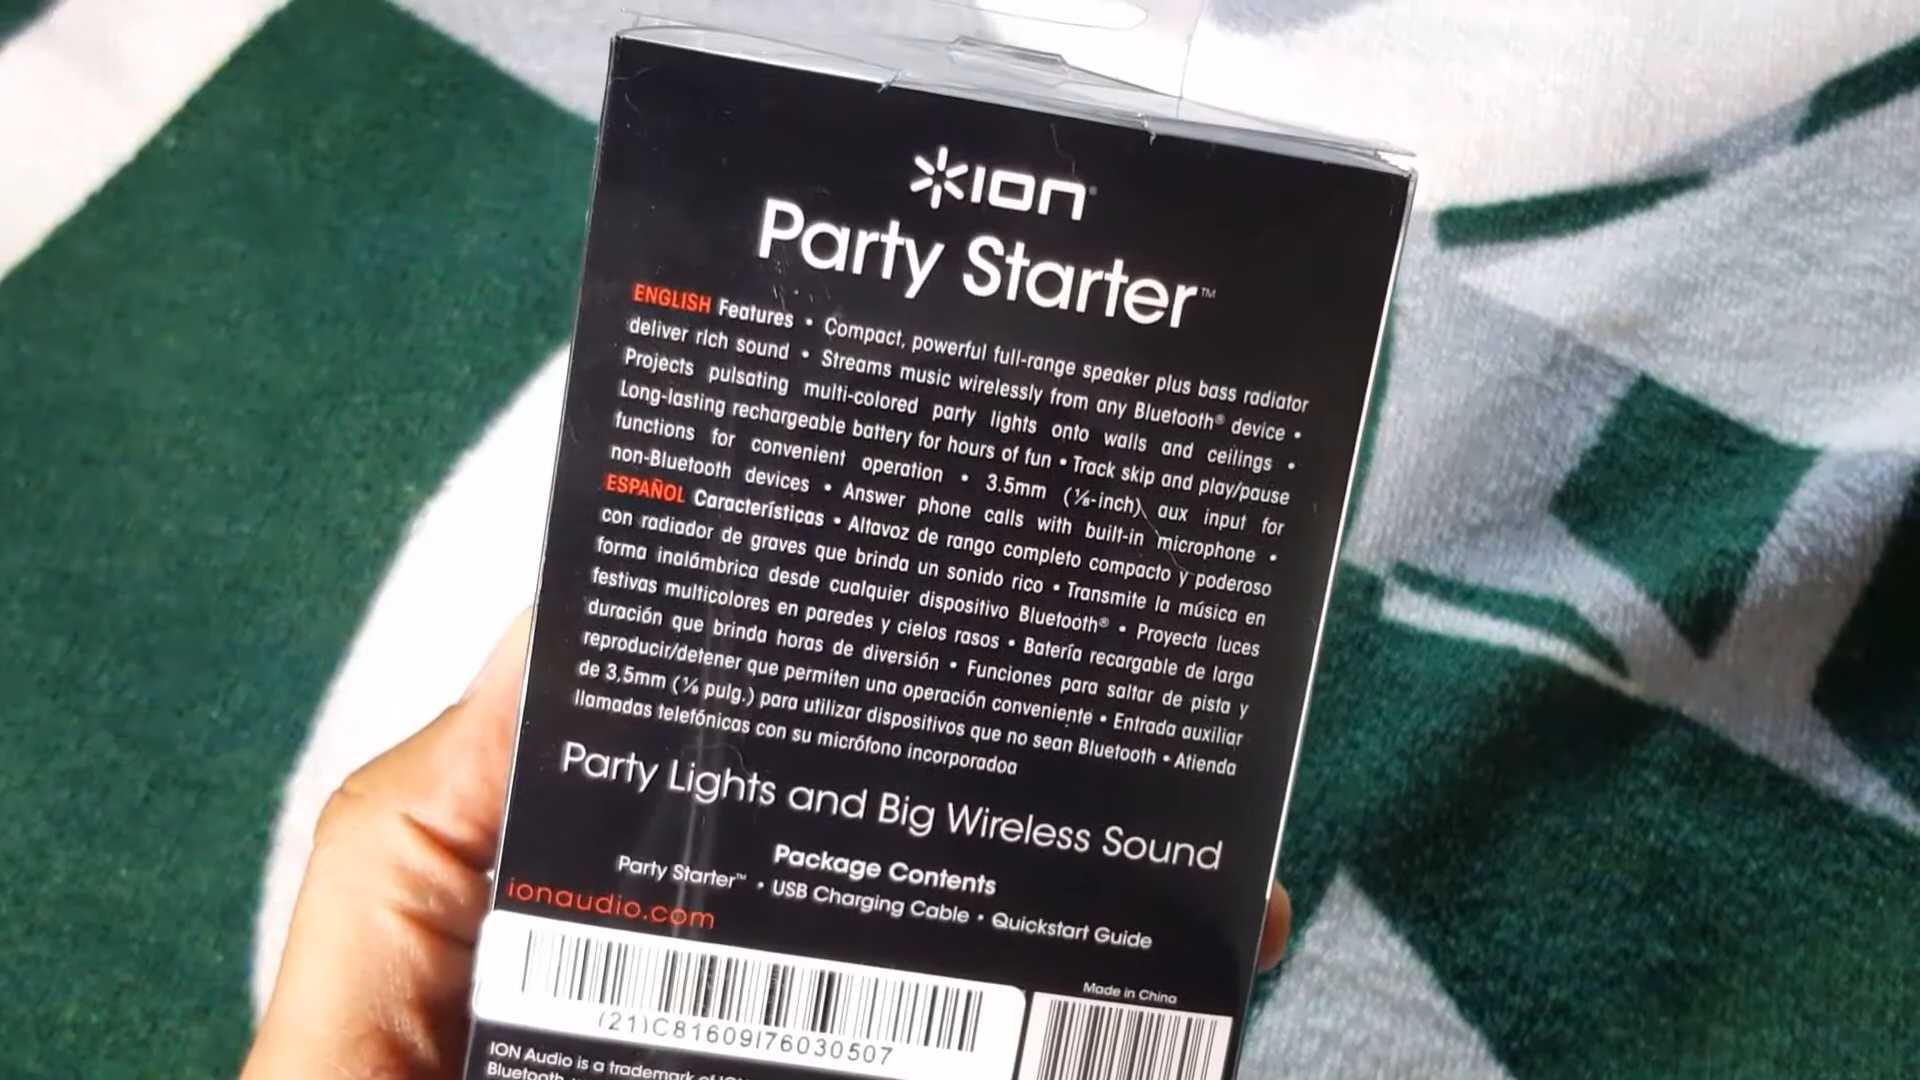 ION
Party Starter™
ENGLISH Features • Compact, powerful full-range speaker plus bass radiator
deliver rich sound • Streams music wirelessly from any Bluetooth® device •
Projects pulsating multi-colored party lights onto walls and ceilings •
Long-lasting rechargeable battery for hours of fun • Track skip and play/pause
functions for convenient operation • 3.5mm (⅛-inch) aux input for
non-Bluetooth devices • Answer phone calls with built-in microphone •
ESPAÑOL Características • Altavoz de rango completo compacto y poderoso
con radiador de graves que brinda un sonido rico • Transmite la música en
forma inalámbrica desde cualquier dispositivo Bluetooth® • Proyecta luces
festivas multicolores en paredes y cielos rasos • Batería recargable de larga
duración que brinda horas de diversión • Funciones para saltar de pista y
reproducir/detener que permiten una operación conveniente • Entrada auxiliar
de 3,5mm (⅛ pulg.) para utilizar dispositivos que no sean Bluetooth • Atienda
llamadas telefónicas con su micrófono incorporadoa
Party Lights and Big Wireless Sound
Package Contents
Party Starter™ • USB Charging Cable • Quickstart Guide
ionaudio.com
Made in China
(21)C81609I76030507
ION Audio is a trademark of ION
Bluetooth